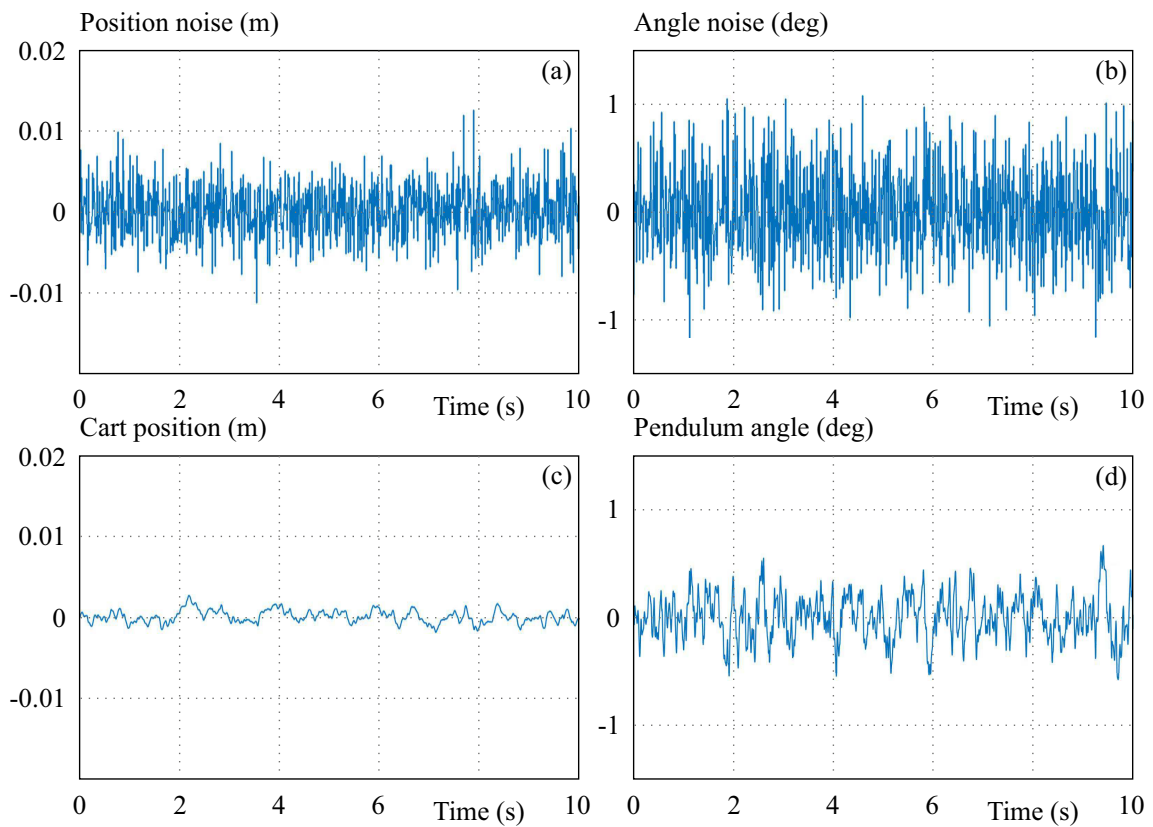 Position noise (m)
(a)
0.02
0.01
0
-0.01
0 2 4 6 Time (s) 10
Angle noise (deg)
(b)
1
0
-1
0 2 4 6 Time (s) 10
Cart position (m)
(c)
0.02
0.01
0
-0.01
0 2 4 6 Time (s) 10
Pendulum angle (deg)
(d)
1
0
-1
0 2 4 6 Time (s) 10